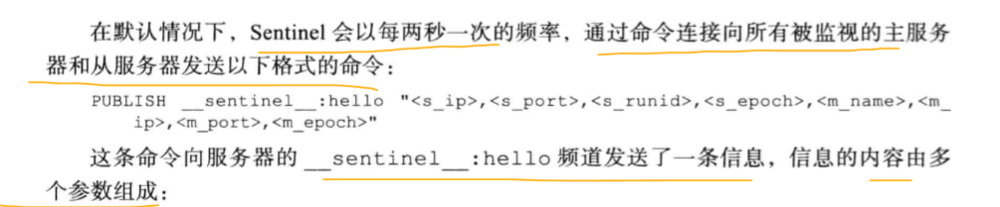 在默认情况下，Sentinel 会以每两秒一次的频率，通过命令连接向所有被监视的主服务
器和从服务器发送以下格式的命令：
PUBLISH __sentinel__:hello "<s_ip>,<s_port>,<s_runid>,<s_epoch>,<m_name>,<m_
ip>,<m_port>,<m_epoch>"
这条命令向服务器的 __sentinel__:hello 频道发送了一条信息，信息的内容由多
个参数组成：